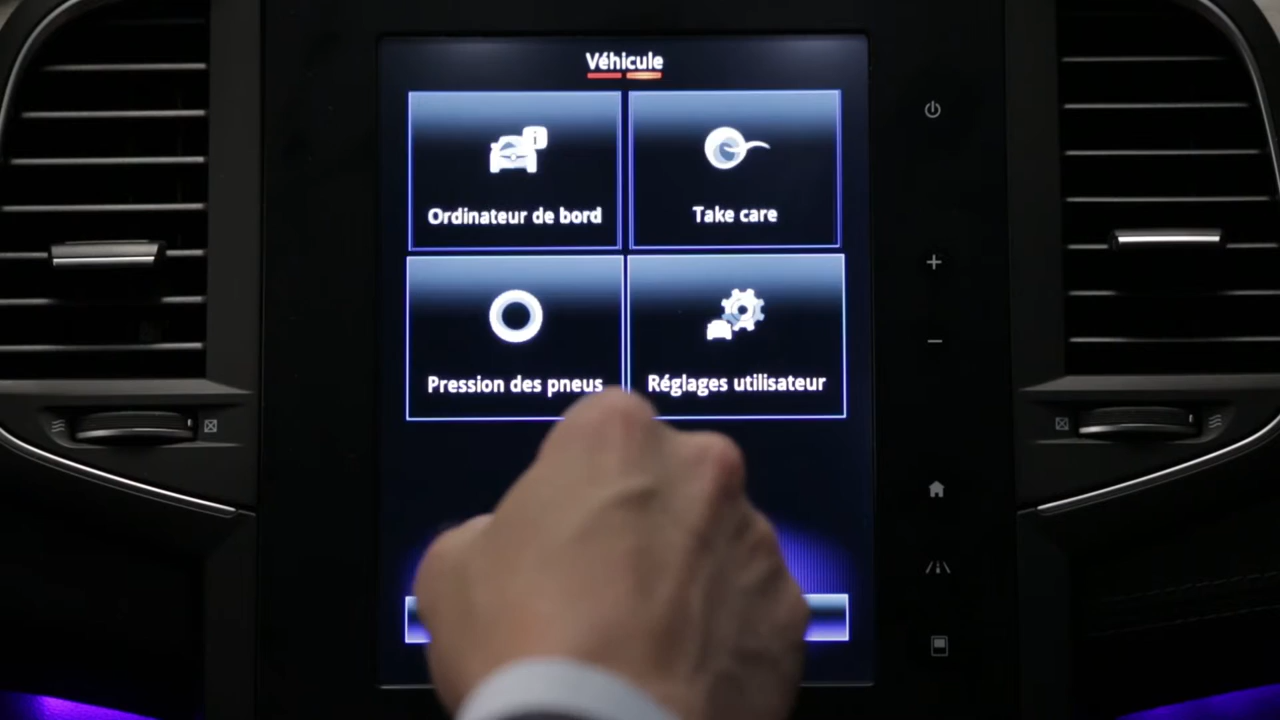 Véhicule
Ordinateur de bord
Take care
Pression des pneus
Réglages utilisateur